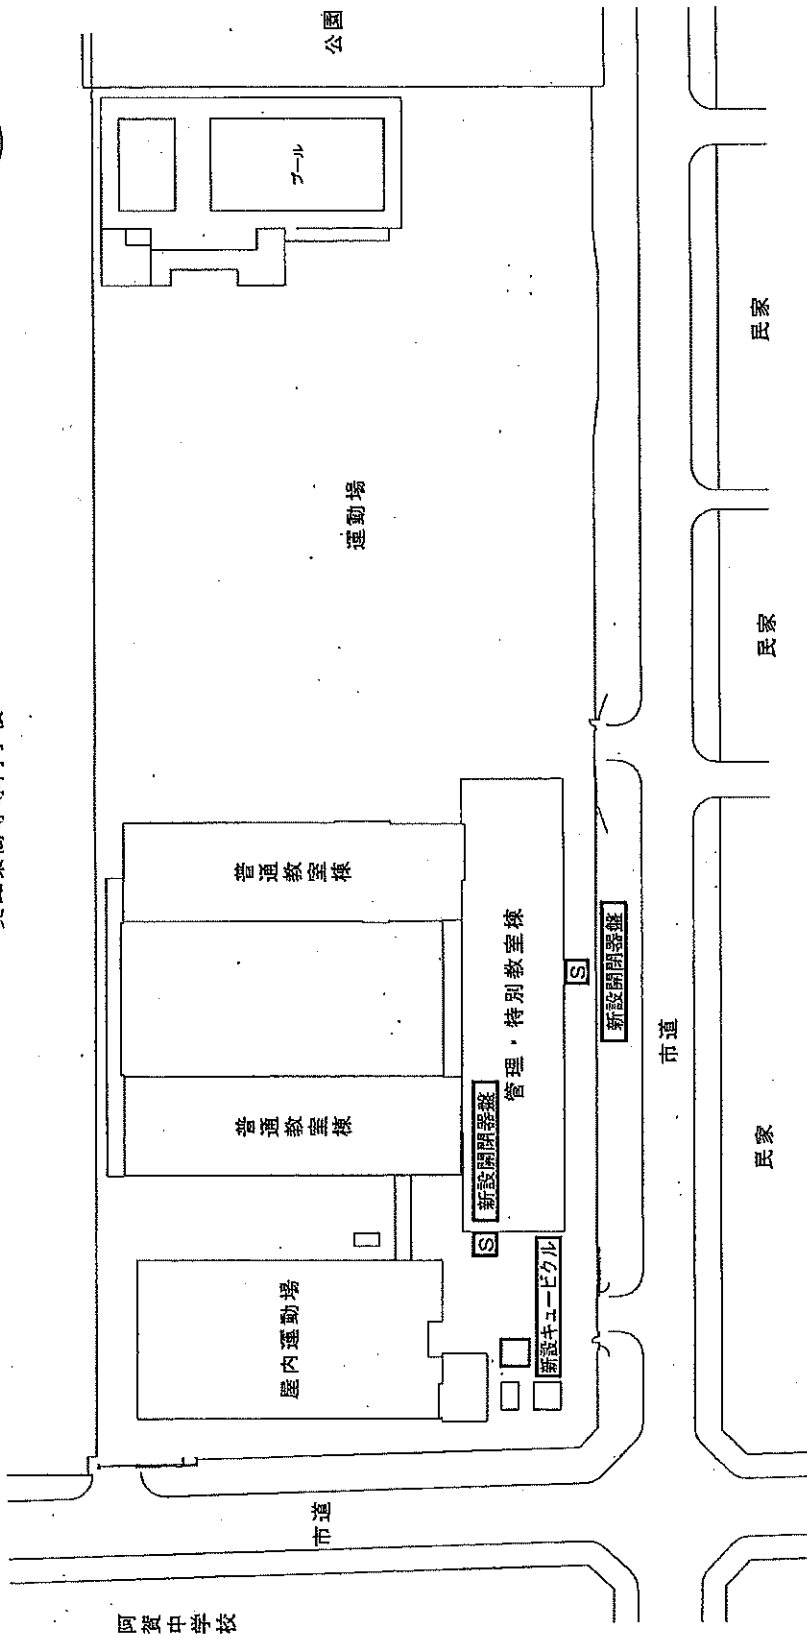 公園
プール
民家
運動場
民家
普通教室棟
管理・特別教室棟
S
新設開閉器盤
市道
普通教室棟
新設開閉器盤
S
民家
屋内運動場
新設キュービクル
市道
阿賀中学校